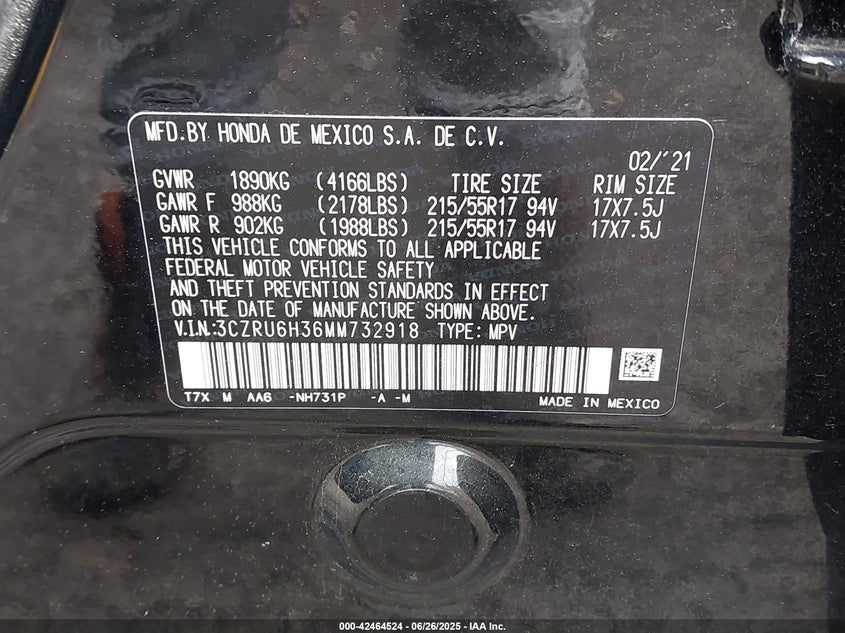 MFD.BY HONDA DE MEXICO S.A. DE C.V.
02/'21
GVWR 1890KG (4166LBS) TIRE SIZE RIM SIZE
GAWR F 988KG (2178LBS) 215/55R17 94V 17X7.5J
GAWR R 902KG (1988LBS) 215/55R17 94V 17X7.5J
THIS VEHICLE CONFORMS TO ALL APPLICABLE
FEDERAL MOTOR VEHICLE SAFETY
AND THEFT PREVENTION STANDARDS IN EFFECT
ON THE DATE OF MANUFACTURE SHOWN ABOVE.
V.I.N.:3CZRU6H36MM732918 TYPE: MPV
T7X M AA6 -NH731P -A -M MADE IN MEXICO
000-42464524 | 06/26/2025 - IAA Inc.